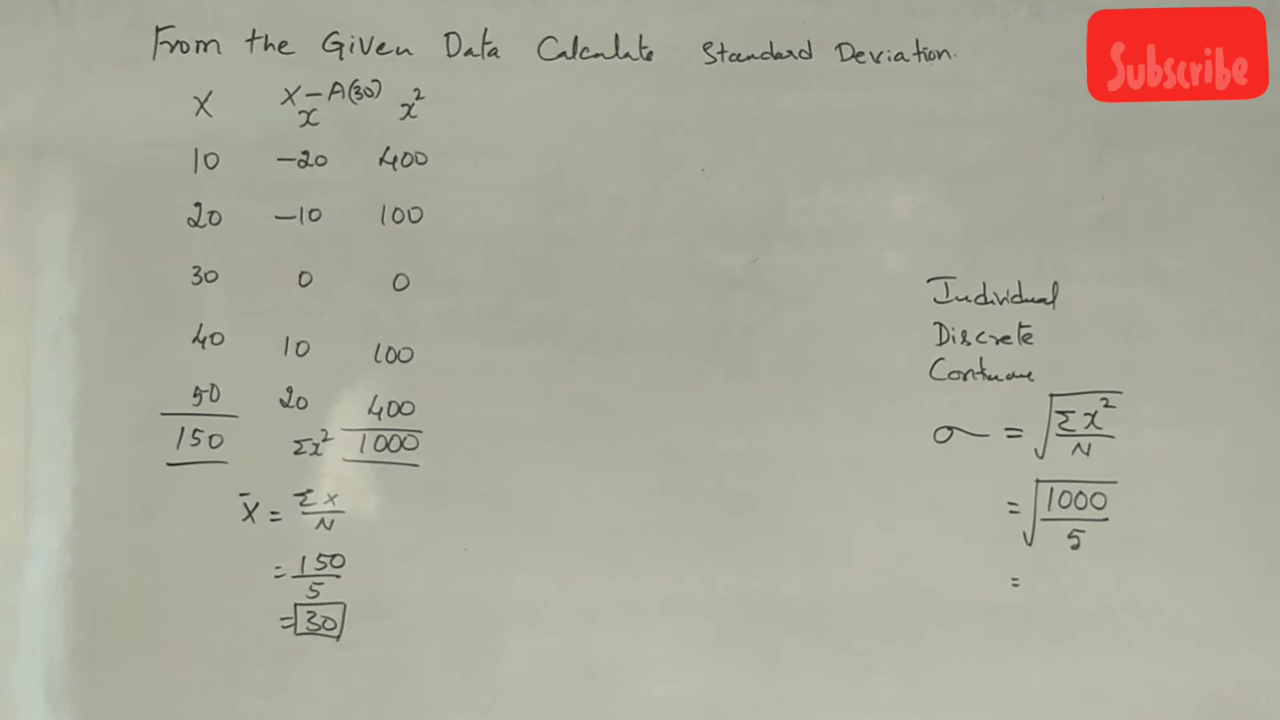 From the Given Data Calculate Standard Deviation.
Subscribe
X X-A(30) x²
x
10 -20 400
20 -10 100
30 0 0
40 10 100
50 20 400
150 Σx² 1000
X̄ = ΣX/N
= 150/5
= 30
Individual
Discrete
σ = √Σx²/N
= √1000/5
=